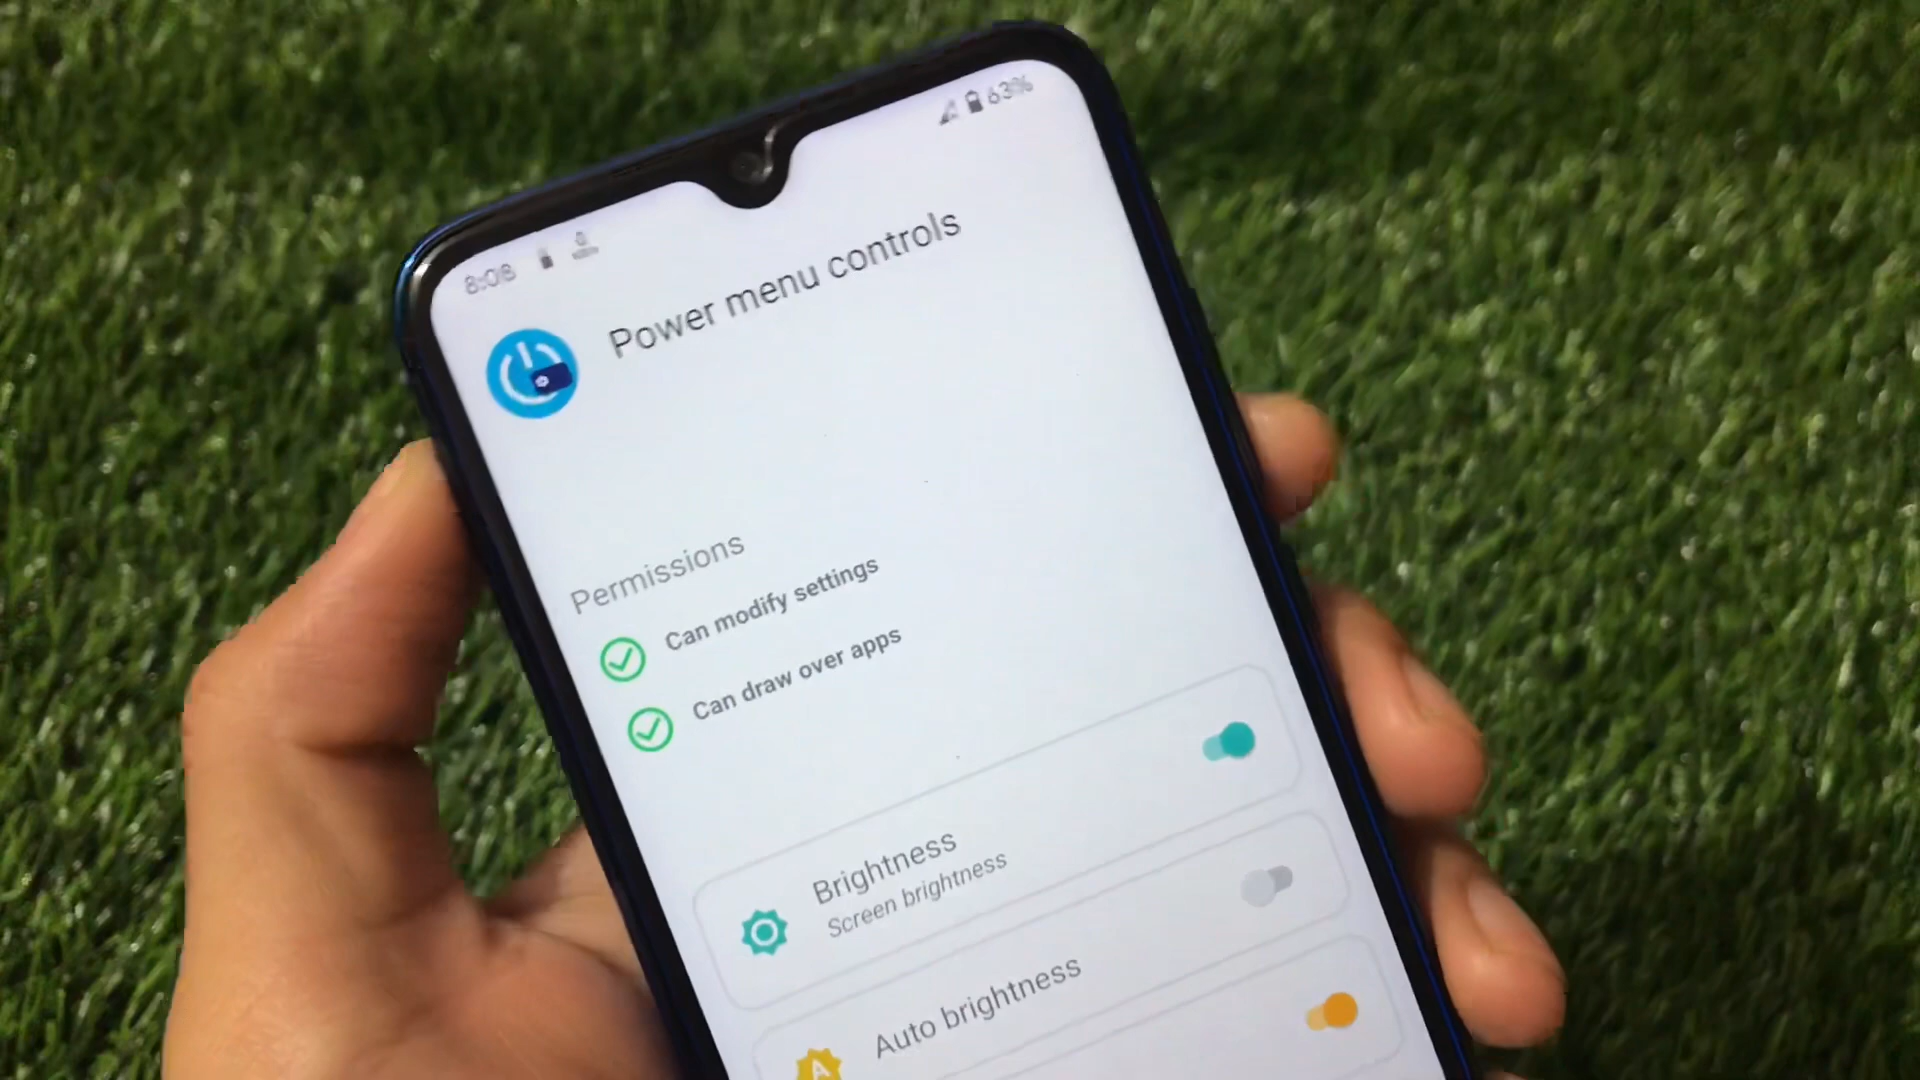 8:08
63%
Power menu controls
Permissions
Can modify settings
Can draw over apps
Brightness
Screen brightness
Auto brightness
A